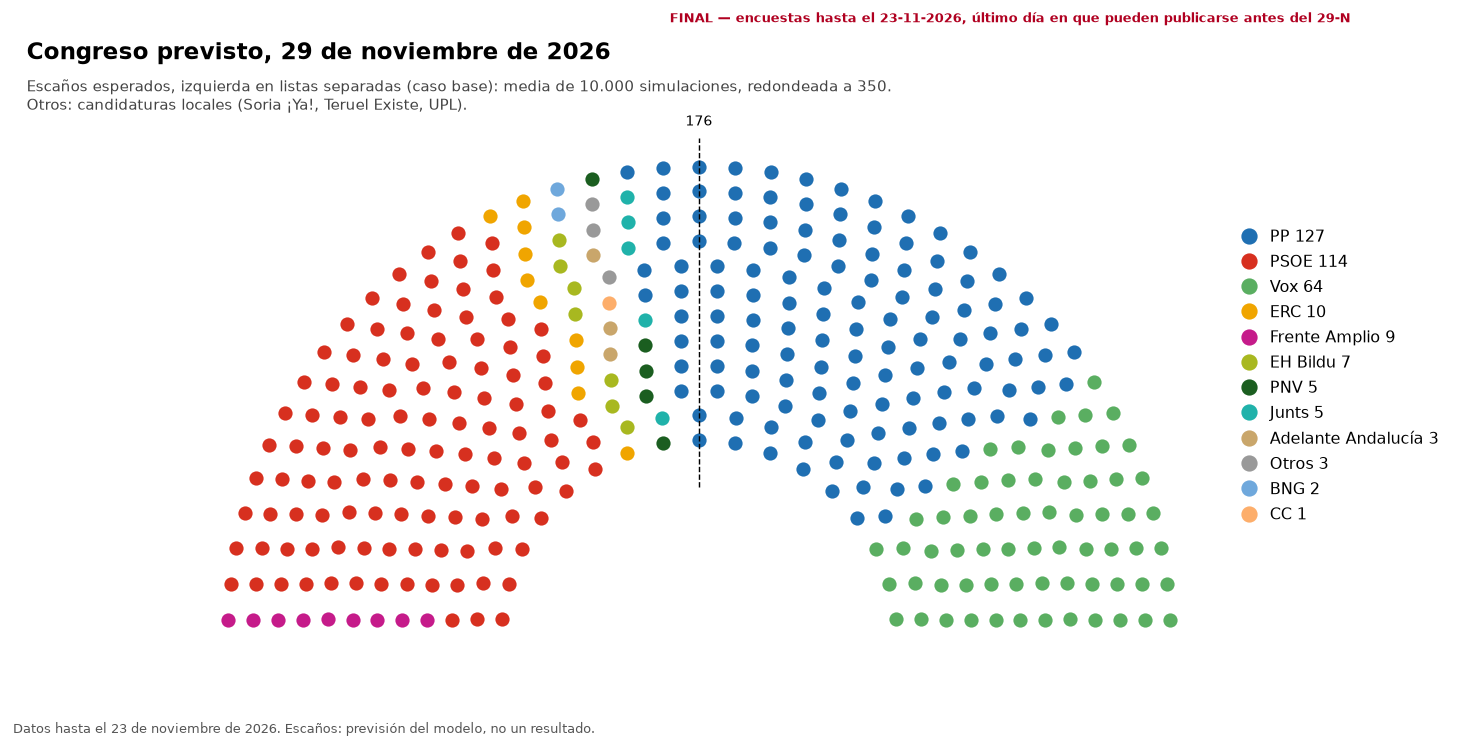 FINAL — encuestas hasta el 23-11-2026, último día en que pueden publicarse antes del 29-N
Congreso previsto, 29 de noviembre de 2026
Escaños esperados, izquierda en listas separadas (caso base): media de 10.000 simulaciones, redondeada a 350.
Otros: candidaturas locales (Soria ¡Ya!, Teruel Existe, UPL).
176
PP 127
PSOE 114
Vox 64
ERC 10
Frente Amplio 9
EH Bildu 7
PNV 5
Junts 5
Adelante Andalucía 3
Otros 3
BNG 2
CC 1
Datos hasta el 23 de noviembre de 2026. Escaños: previsión del modelo, no un resultado.